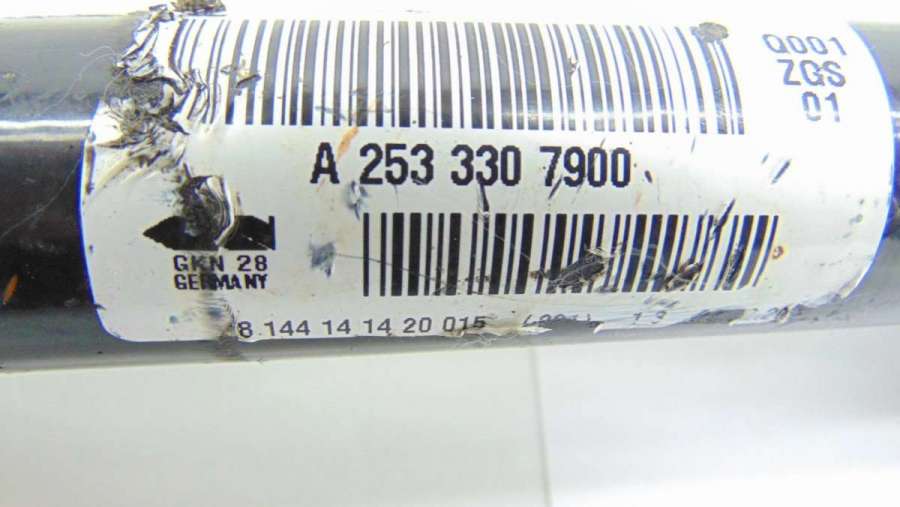 Q001
ZGS
01
A 253 330 7900
GKN 28
GERMANY
8.144 14 14 20 015